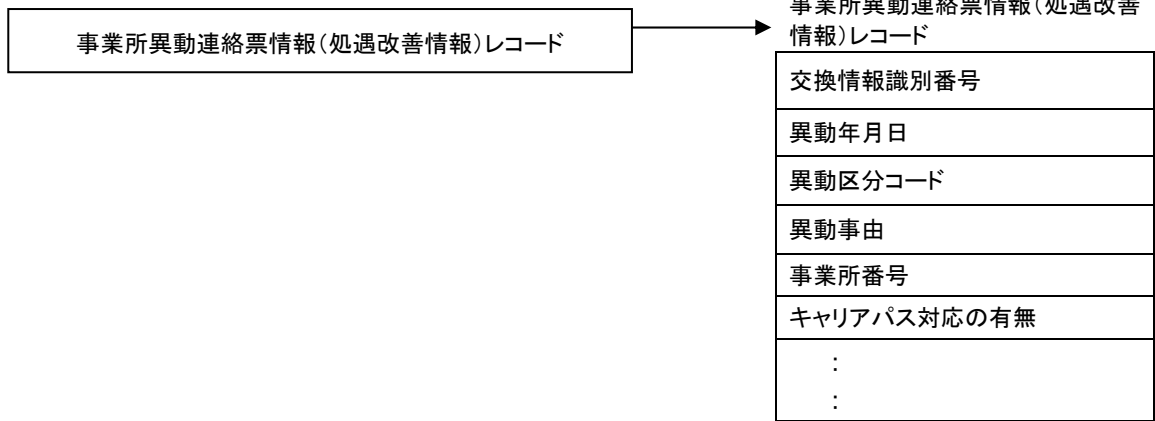 事業所異動連絡票情報（処遇改善情報）レコード
事業所異動連絡票情報（処遇改善
情報）レコード
交換情報識別番号
異動年月日
異動区分コード
異動事由
事業所番号
キャリアパス対応の有無
：
：